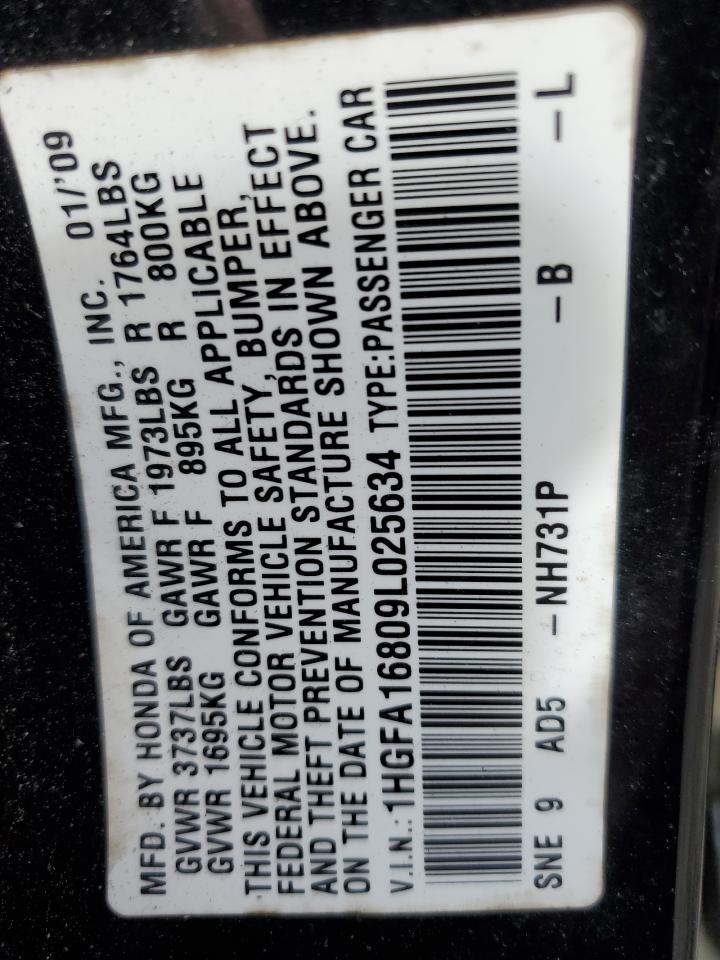 MFD. BY HONDA OF AMERICA MFG., INC. 01/'09
GVWR 3737LBS GAWR F 1973LBS R 1764LBS
GVWR 1695KG GAWR F 895KG R 800KG
THIS VEHICLE CONFORMS TO ALL APPLICABLE
FEDERAL MOTOR VEHICLE SAFETY, BUMPER,
AND THEFT PREVENTION STANDARDS IN EFFECT
ON THE DATE OF MANUFACTURE SHOWN ABOVE.
V.I.N.: 1HGFA16809L025634 TYPE:PASSENGER CAR
SNE 9 AD5 –NH731P –B –L